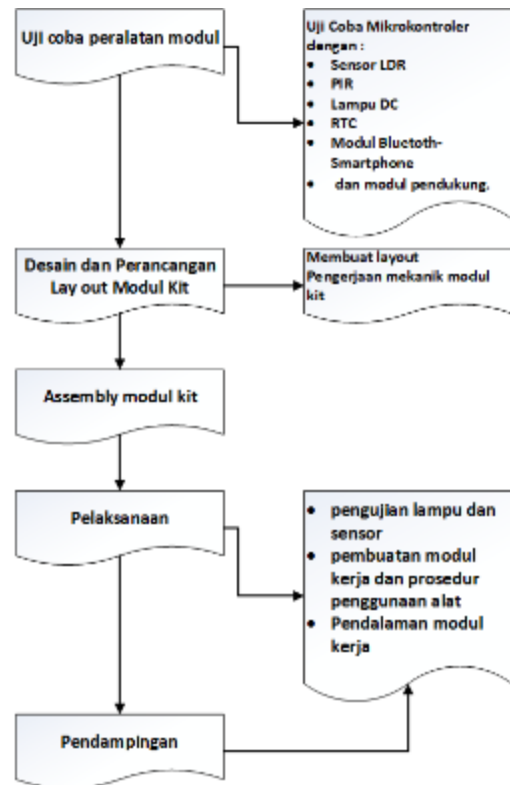 Uji coba peralatan modul
Uji Coba Mikrokontroler
dengan :
• Sensor LDR
• PIR
• Lampu DC
• RTC
• Modul Bluctoth-
Smartphone
• dan modul pendukung.
Desain dan Perancangan
Lay out Modul Kit
Membuat layout
Pengerjaan mekanik modul
kit
Assembly modul kit
Pelaksanaan
• pengujian lampu dan
sensor
• pembuatan modul
kerja dan prosedur
penggunaan alat
• Pendalaman modul
kerja
Pendampingan